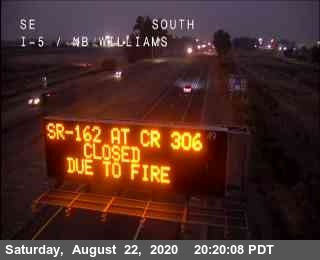 SE SOUTH
I-5 / NB WILLIAMS
SR-162 AT CR 306
CLOSED
DUE TO FIRE
Saturday, August 22, 2020 20:20:08 PDT